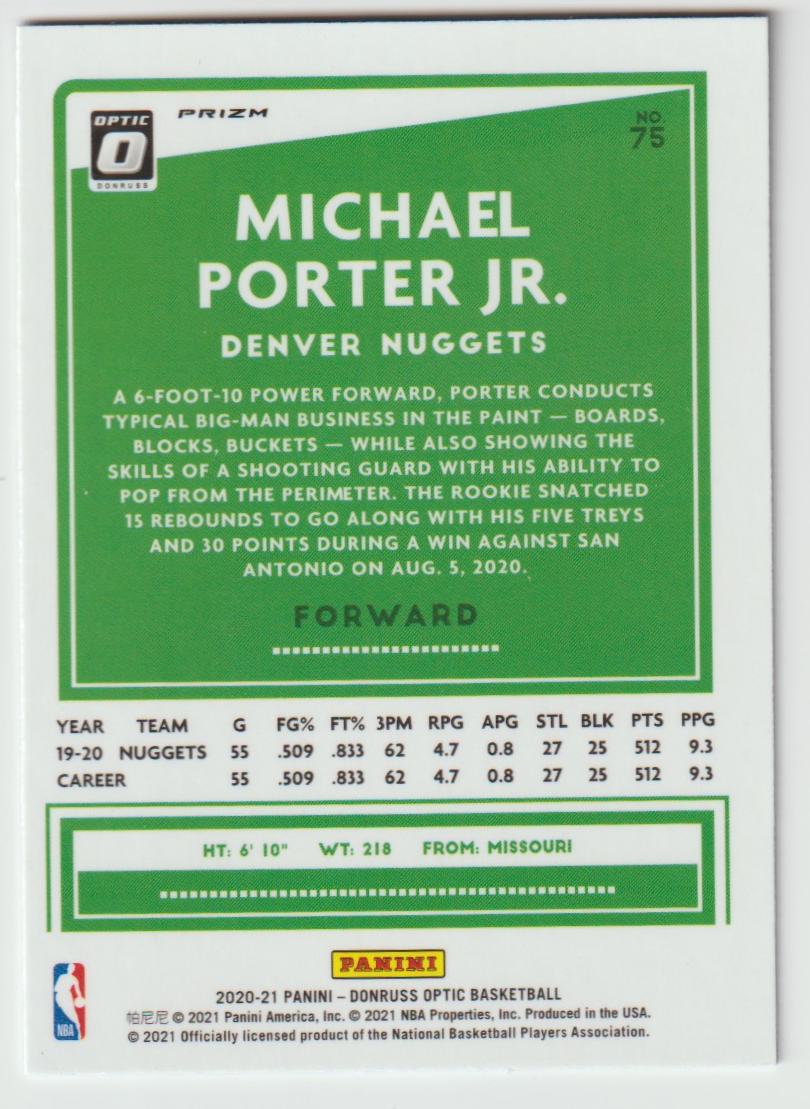 OPTIC
O
DONRUSS
PRIZM
NO.
75
MICHAEL
PORTER JR.
DENVER NUGGETS
A 6-FOOT-10 POWER FORWARD, PORTER CONDUCTS
TYPICAL BIG-MAN BUSINESS IN THE PAINT — BOARDS,
BLOCKS, BUCKETS — WHILE ALSO SHOWING THE
SKILLS OF A SHOOTING GUARD WITH HIS ABILITY TO
POP FROM THE PERIMETER. THE ROOKIE SNATCHED
15 REBOUNDS TO GO ALONG WITH HIS FIVE TREYS
AND 30 POINTS DURING A WIN AGAINST SAN
ANTONIO ON AUG. 5, 2020.
FORWARD
YEAR TEAM G FG% FT% 3PM RPG APG STL BLK PTS PPG
19-20 NUGGETS 55 .509 .833 62 4.7 0.8 27 25 512 9.3
CAREER 55 .509 .833 62 4.7 0.8 27 25 512 9.3
HT: 6' 10" WT: 218 FROM: MISSOURI
PANINI
NBA
2020-21 PANINI – DONRUSS OPTIC BASKETBALL
帕尼尼 © 2021 Panini America, Inc. © 2021 NBA Properties, Inc. Produced in the USA.
© 2021 Officially licensed product of the National Basketball Players Association.